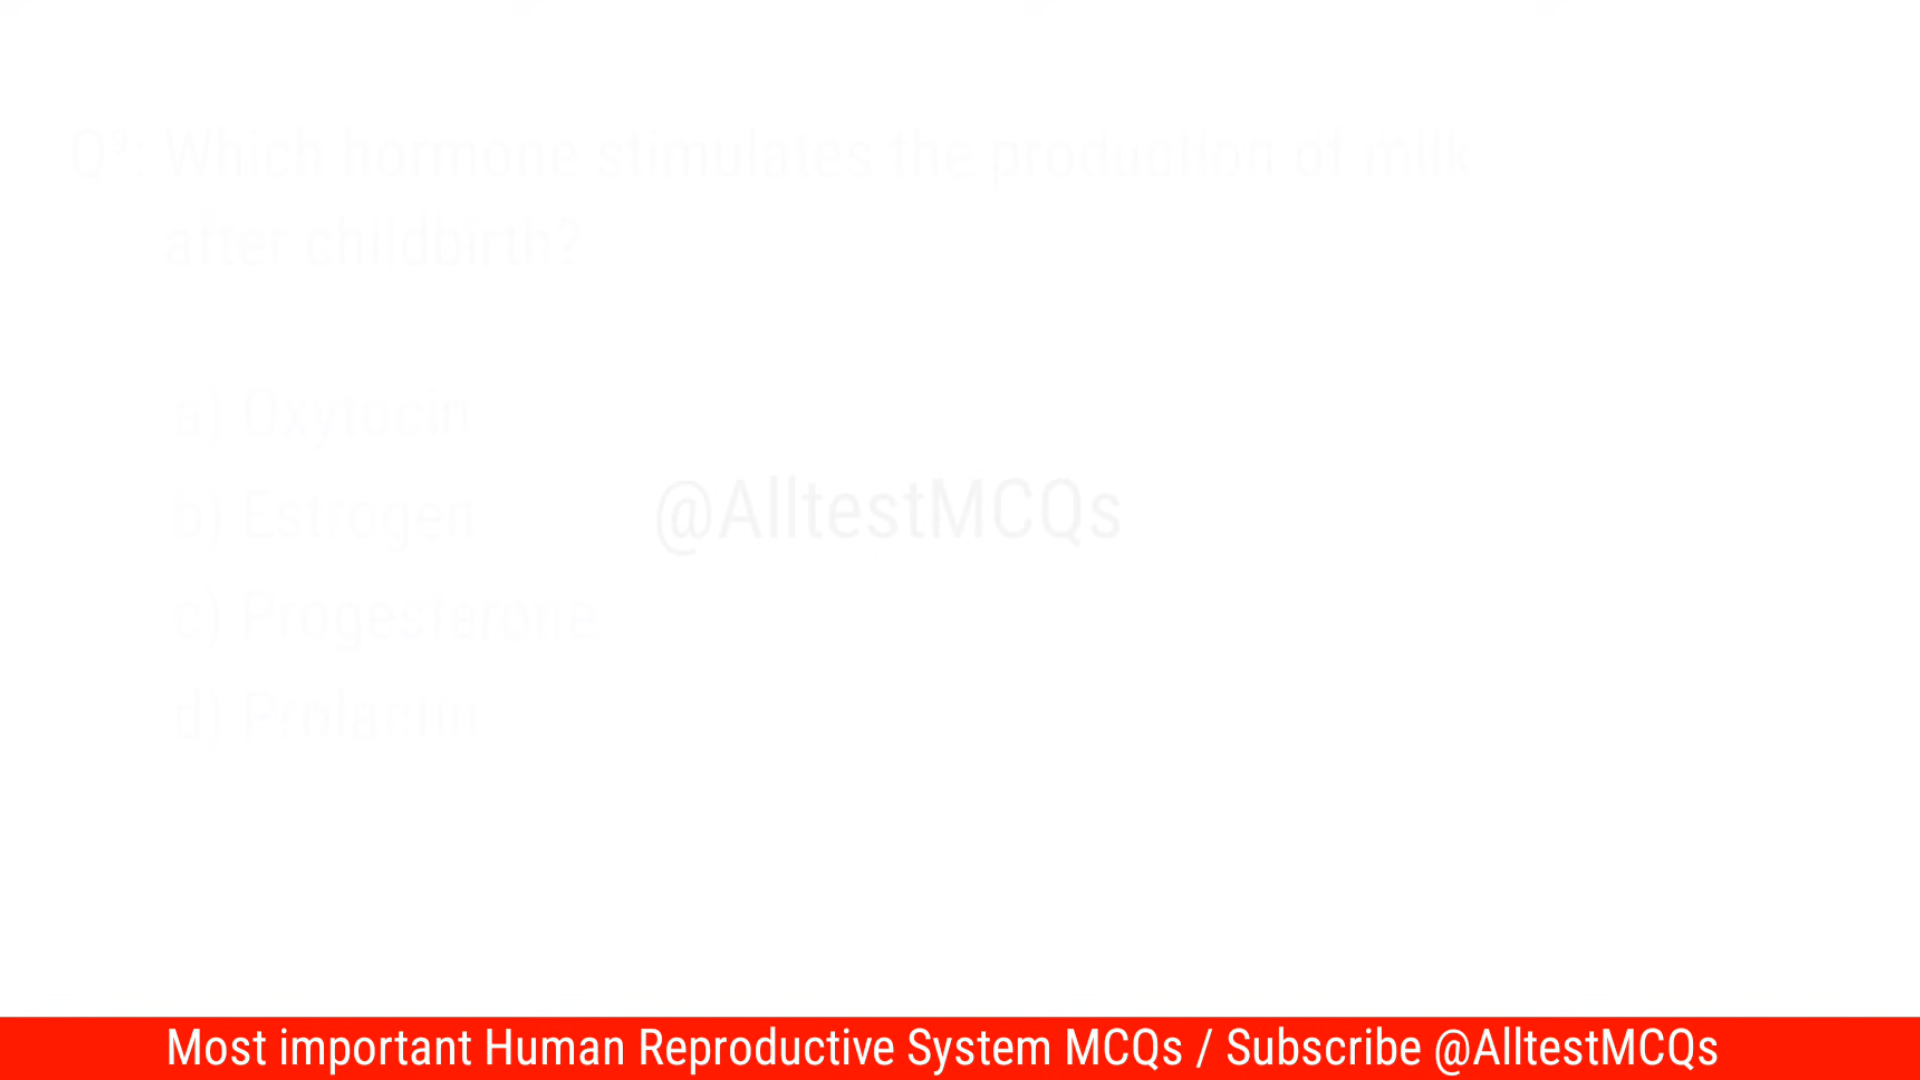 Which hormone stimulates the production of milk
after childbirth?
a) Oxytocin
b) Estrogen
@AlltestMCQs
c) Progesterone
d) Prolactin
Most important Human Reproductive System MCQs / Subscribe @AlltestMCQs